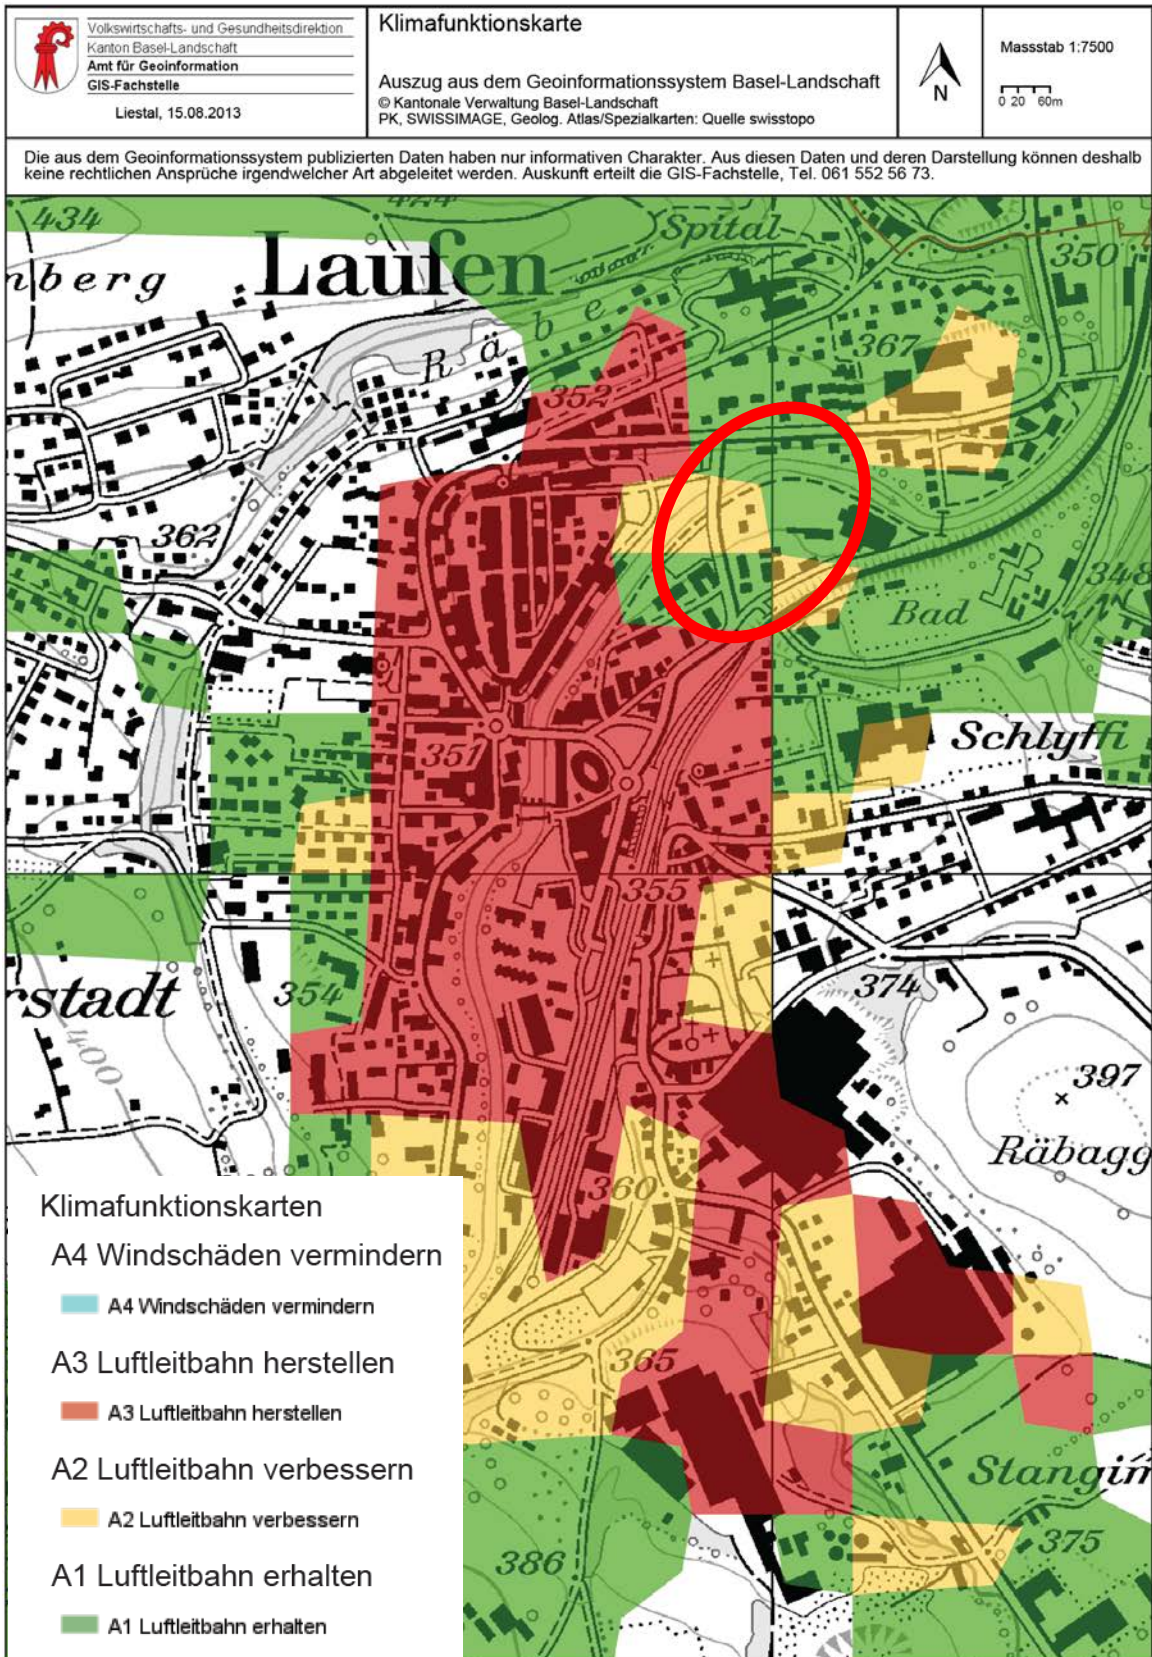 Volkswirtschafts- und Gesundheitsdirektion
Kanton Basel-Landschaft
Amt für Geoinformation
GIS-Fachstelle
Liestal, 15.08.2013
Klimafunktionskarte
Auszug aus dem Geoinformationssystem Basel-Landschaft
© Kantonale Verwaltung Basel-Landschaft
PK, SWISSIMAGE, Geolog. Atlas/Spezialkarten: Quelle swisstopo
N
Massstab 1:7500
0 20 60m
Die aus dem Geoinformationssystem publizierten Daten haben nur informativen Charakter. Aus diesen Daten und deren Darstellung können deshalb
keine rechtlichen Ansprüche irgendwelcher Art abgeleitet werden. Auskunft erteilt die GIS-Fachstelle, Tel. 061 552 56 73.
434
424
Spital
Laufen
350
nberg
Räbe
367
352
362
348
Bad
351
Schlyffi
355
374
354
rstadt
400
397
Räbagg
360
365
Stangim
375
386
Klimafunktionskarten
A4 Windschäden vermindern
A4 Windschäden vermindern
A3 Luftleitbahn herstellen
A3 Luftleitbahn herstellen
A2 Luftleitbahn verbessern
A2 Luftleitbahn verbessern
A1 Luftleitbahn erhalten
A1 Luftleitbahn erhalten